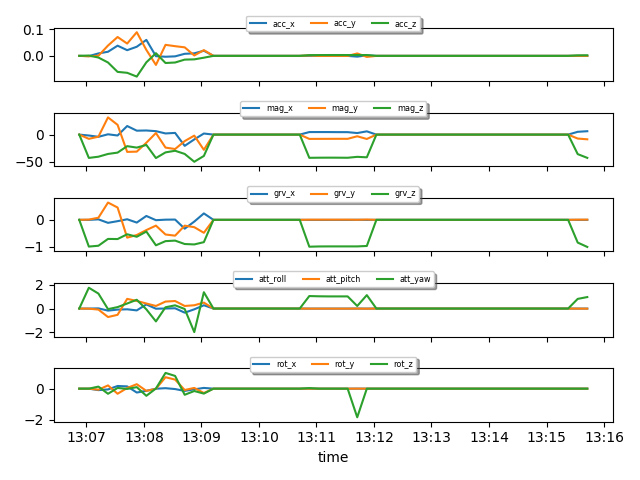 acc_x acc_y acc_z
0.1
0.0
mag_x mag_y mag_z
0
−50
grv_x grv_y grv_z
0
−1
att_roll att_pitch att_yaw
2
0
−2
rot_x rot_y rot_z
0
−2
13:07 13:08 13:09 13:10 13:11 13:12 13:13 13:14 13:15 13:16
time